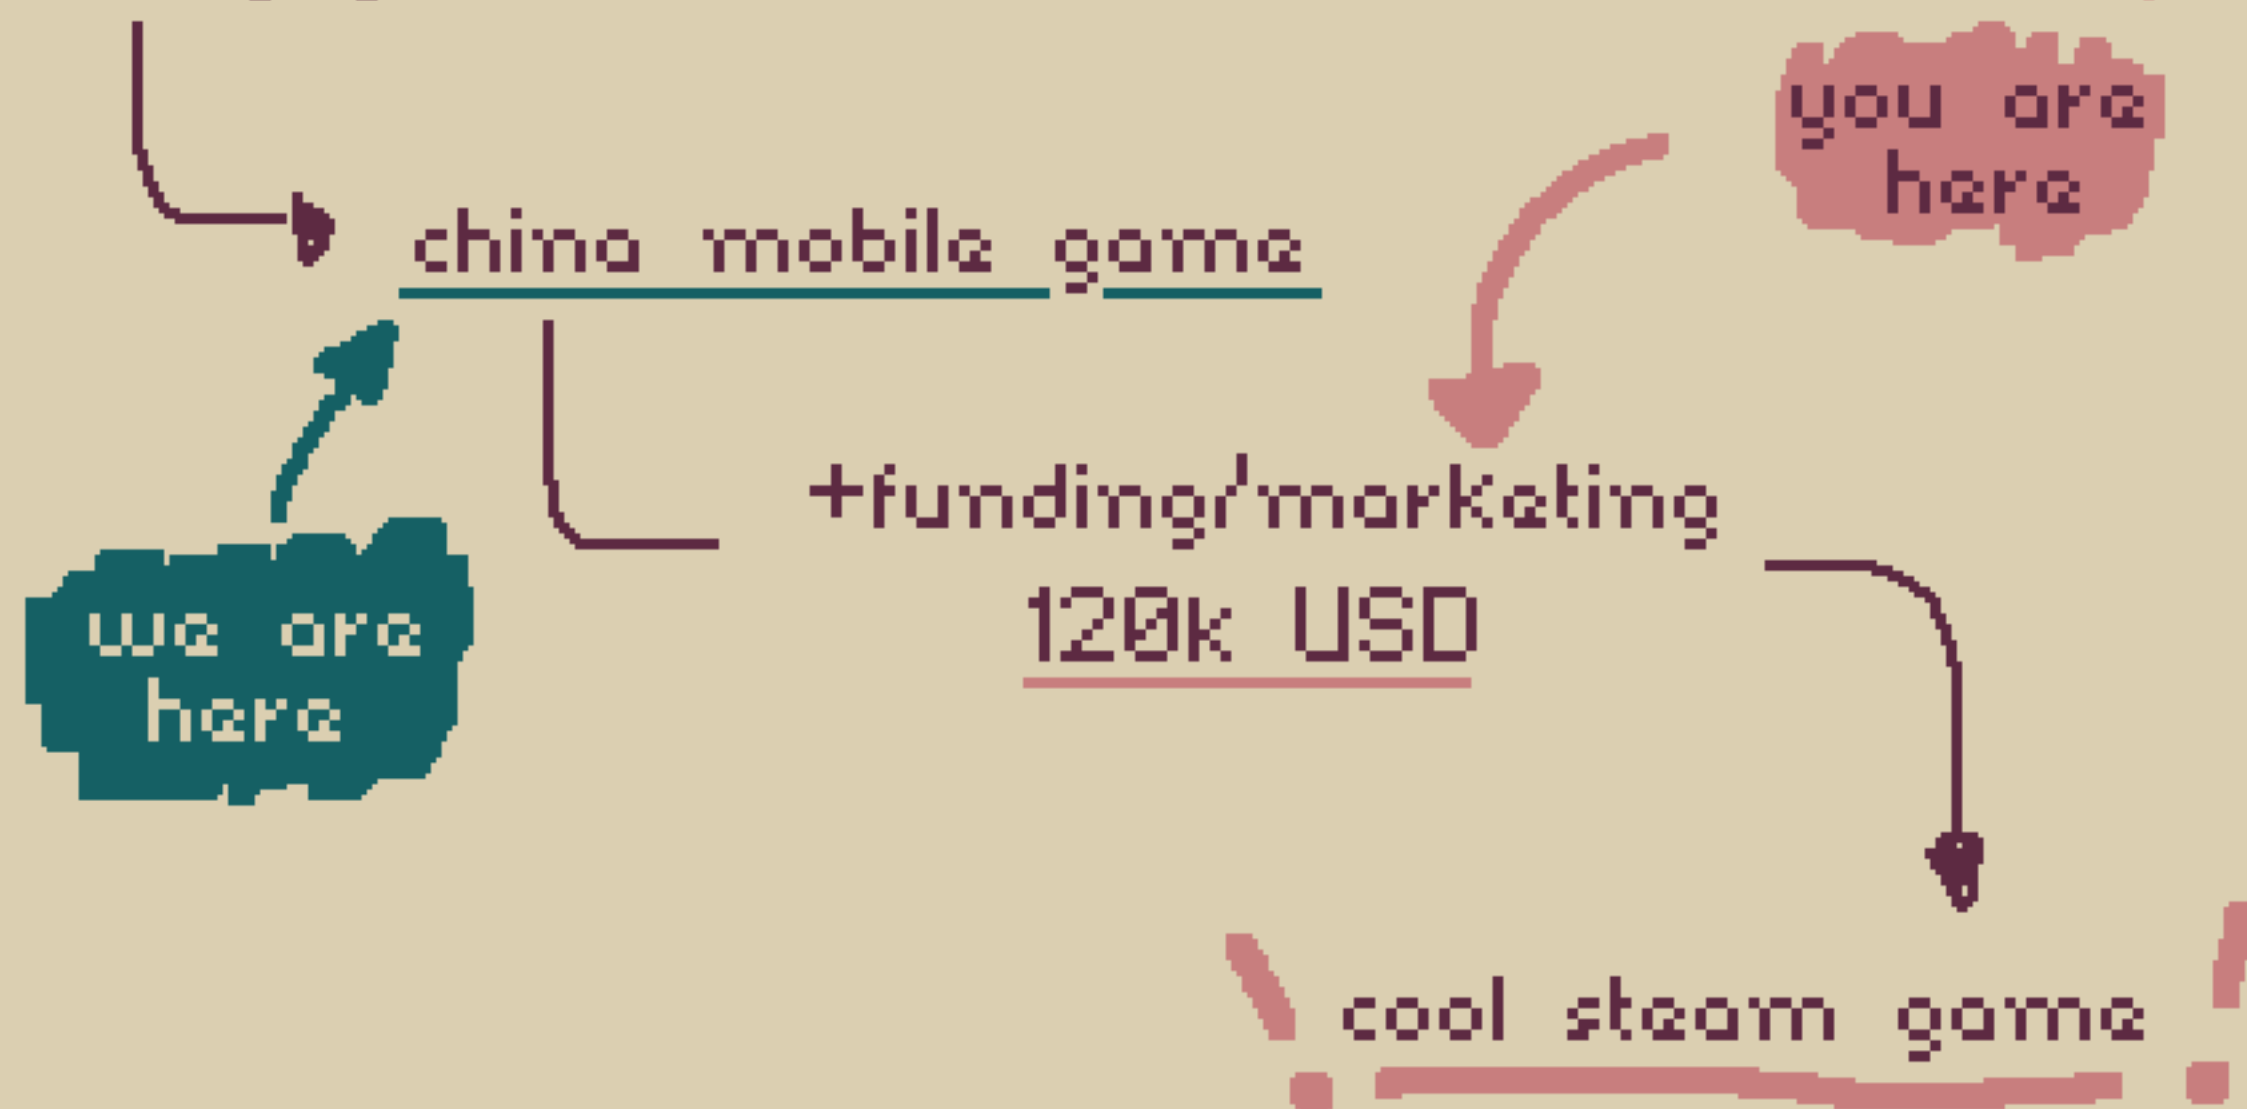 you are
here
china mobile game
+funding/marketing
120k USD
we are
here
cool steam game